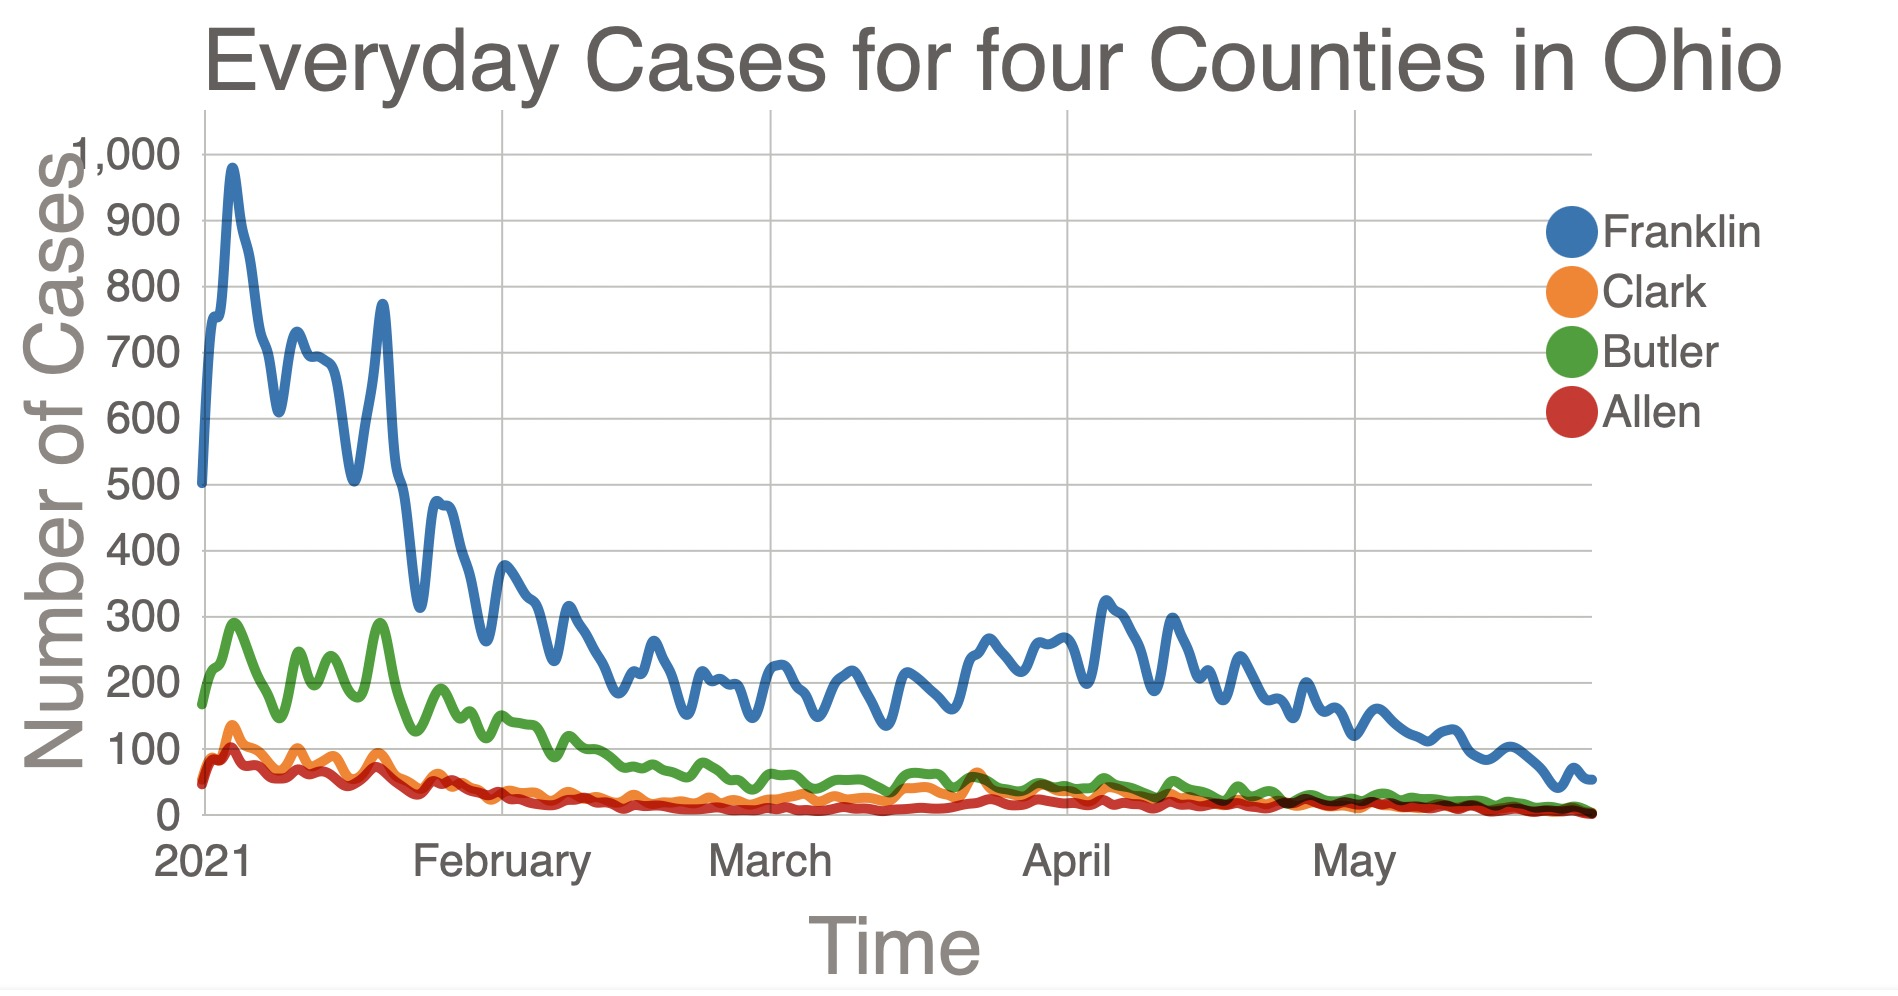 Everyday Cases for four Counties in Ohio
Number of Cases
1,000
900
800
700
600
500
400
300
200
100
0
Franklin
Clark
Butler
Allen
2021 February March April May
Time